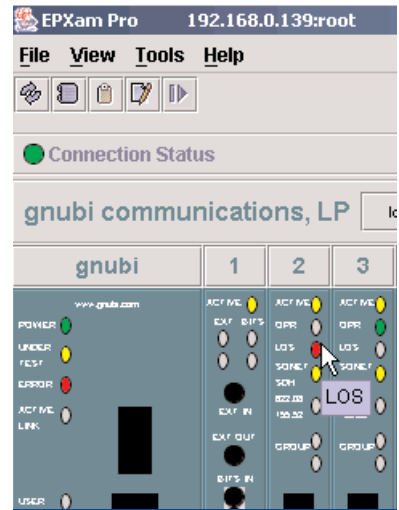 EPXam Pro 192.168.0.139:root
File View Tools Help
Connection Status
gnubi communications, LP
gnubi 1 2 3
www.gnubi.com
POWER
UNDER TEST
ERROR
ACTIVE LINK
USER
ACTIVE
EXT BITS
EXT IN
EXT OUT
BITS IN
ACTIVE
OPR
LOS
SONET
SDH
622.08
155.52
GROUP
ACTIVE
OPR
LOS
SONET
GROUP
LOS